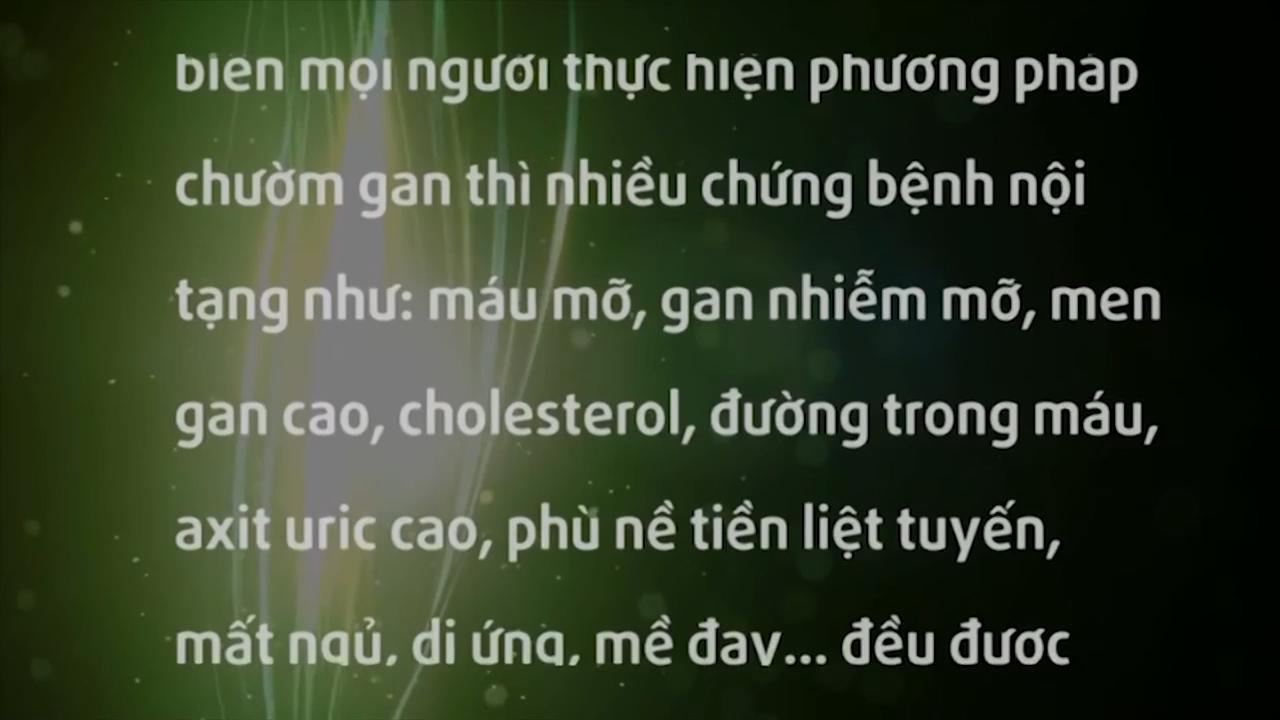 biến mọi người thực hiện phương pháp
chườm gan thì nhiều chứng bệnh nội
tạng như: máu mỡ, gan nhiễm mỡ, men
gan cao, cholesterol, đường trong máu,
axit uric cao, phù nề tiền liệt tuyến,
mất ngủ, dị ứng, mề đay... đều được